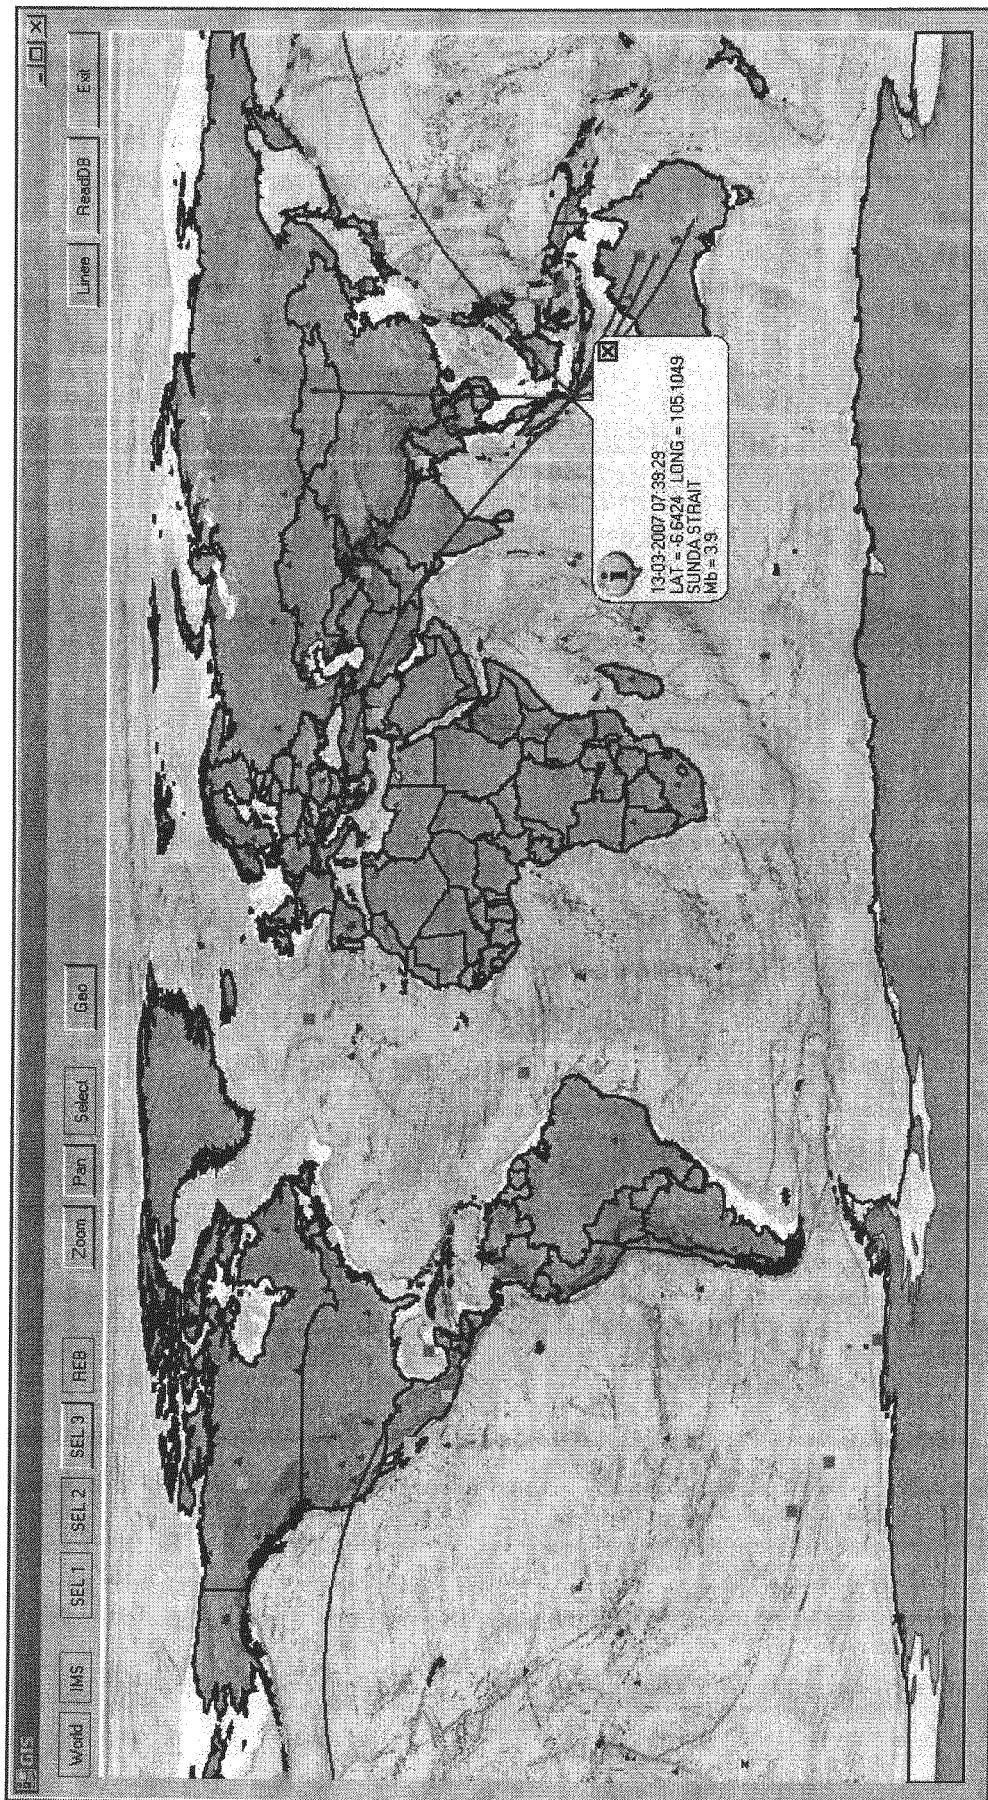 GIS
World IMS SEL 1 SEL 2 SEL 3 REB Zoom Pan Select Geo Linee ReadDB Exit
13-03-2007 07:39:29
LAT = -6.6424 LONG = 105.1049
SUNDA STRAIT
Mb = 3.9